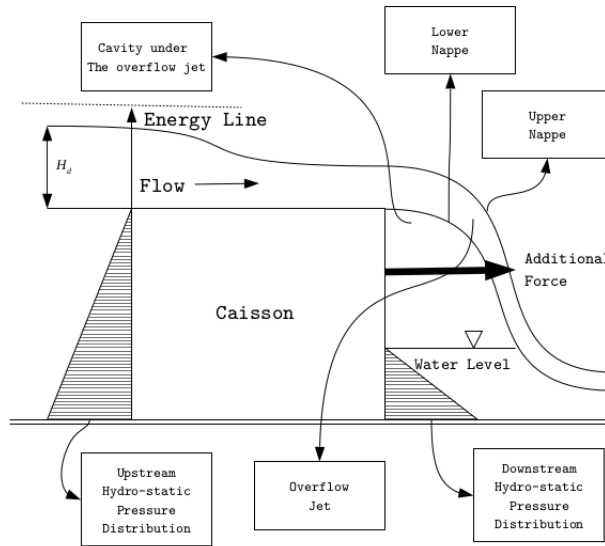 Cavity under
The overflow jet
Lower
Nappe
Upper
Nappe
Energy Line
H_d
Flow
Additional
Force
Caisson
Water Level
Upstream
Hydro-static
Pressure
Distribution
Overflow
Jet
Downstream
Hydro-static
Pressure
Distribution